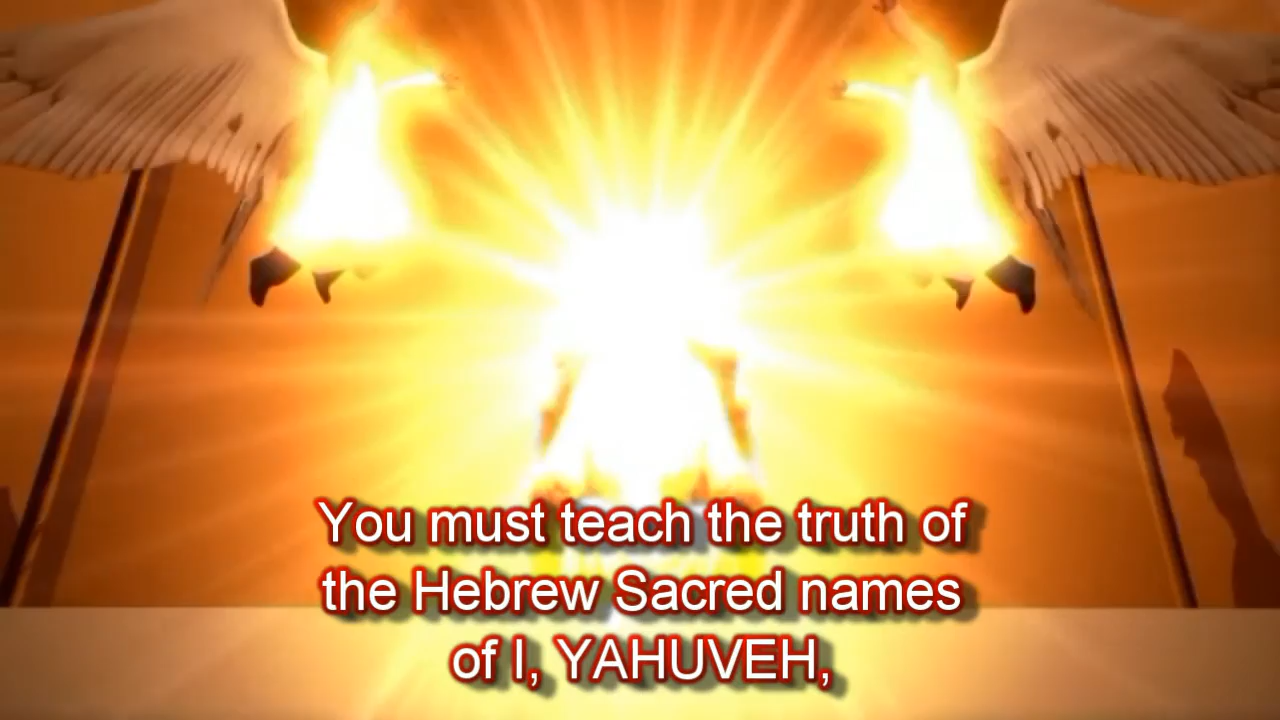 You must teach the truth of
the Hebrew Sacred names
of I, YAHUVEH,